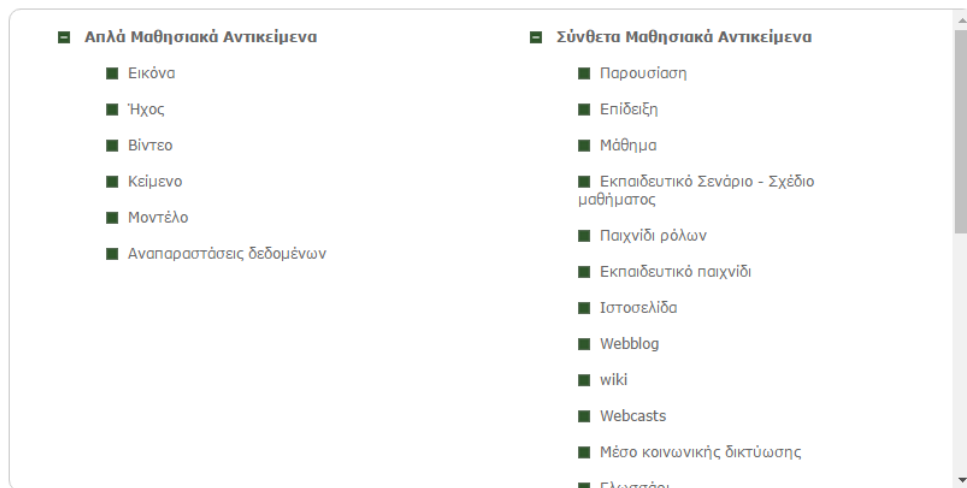 Απλά Μαθησιακά Αντικείμενα
Εικόνα
Ήχος
Βίντεο
Κείμενο
Μοντέλο
Αναπαραστάσεις δεδομένων
Σύνθετα Μαθησιακά Αντικείμενα
Παρουσίαση
Επίδειξη
Μάθημα
Εκπαιδευτικό Σενάριο - Σχέδιο
μαθήματος
Παιχνίδι ρόλων
Εκπαιδευτικό παιχνίδι
Ιστοσελίδα
Webblog
wiki
Webcasts
Μέσο κοινωνικής δικτύωσης